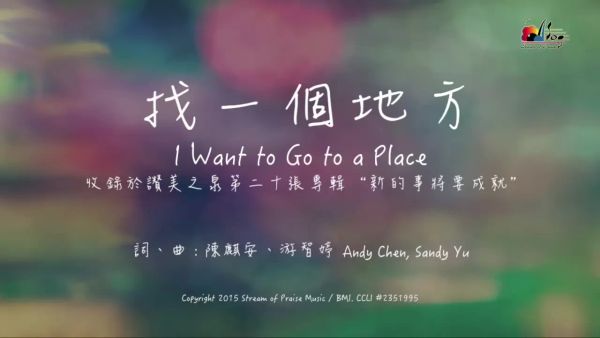 找一個地方
I Want to Go to a Place
收錄於讚美之泉第二十張專輯 “新的事將要成就”
詞、曲：陳麒安、游智婷 Andy Chen, Sandy Yu
Copyright 2015 Stream of Praise Music / BMI. CCLI #2351995